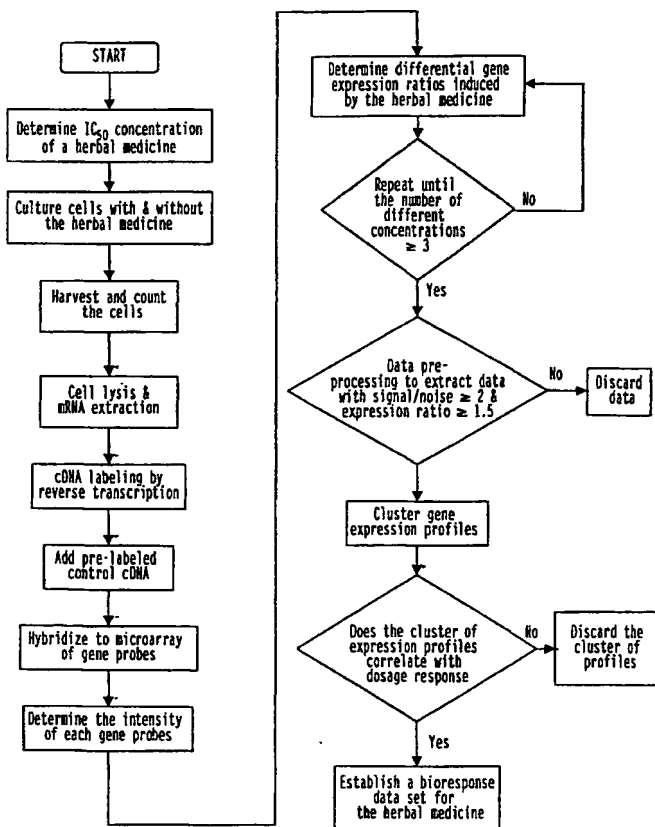 START
Determine IC50 concentration
of a herbal medicine
Culture cells with & without
the herbal medicine
Harvest and count
the cells
Cell lysis &
mRNA extraction
cDNA labeling by
reverse transcription
Add pre-labeled
control cDNA
Hybridize to microarray
of gene probes
Determine the intensity
of each gene probes
Determine differential gene
expression ratios induced
by the herbal medicine
Repeat until
the number of
different
concentrations
≥ 3
No
Yes
Data pre-
processing to extract data
with signal/noise ≥ 2 &
expression ratio
≥ 1.5
No
Discard
data
Cluster gene
expression profiles
Does the cluster of
expression profiles
correlate with
dosage response
No
Discard the
cluster of
profiles
Yes
Establish a bioresponse
data set for
the herbal medicine